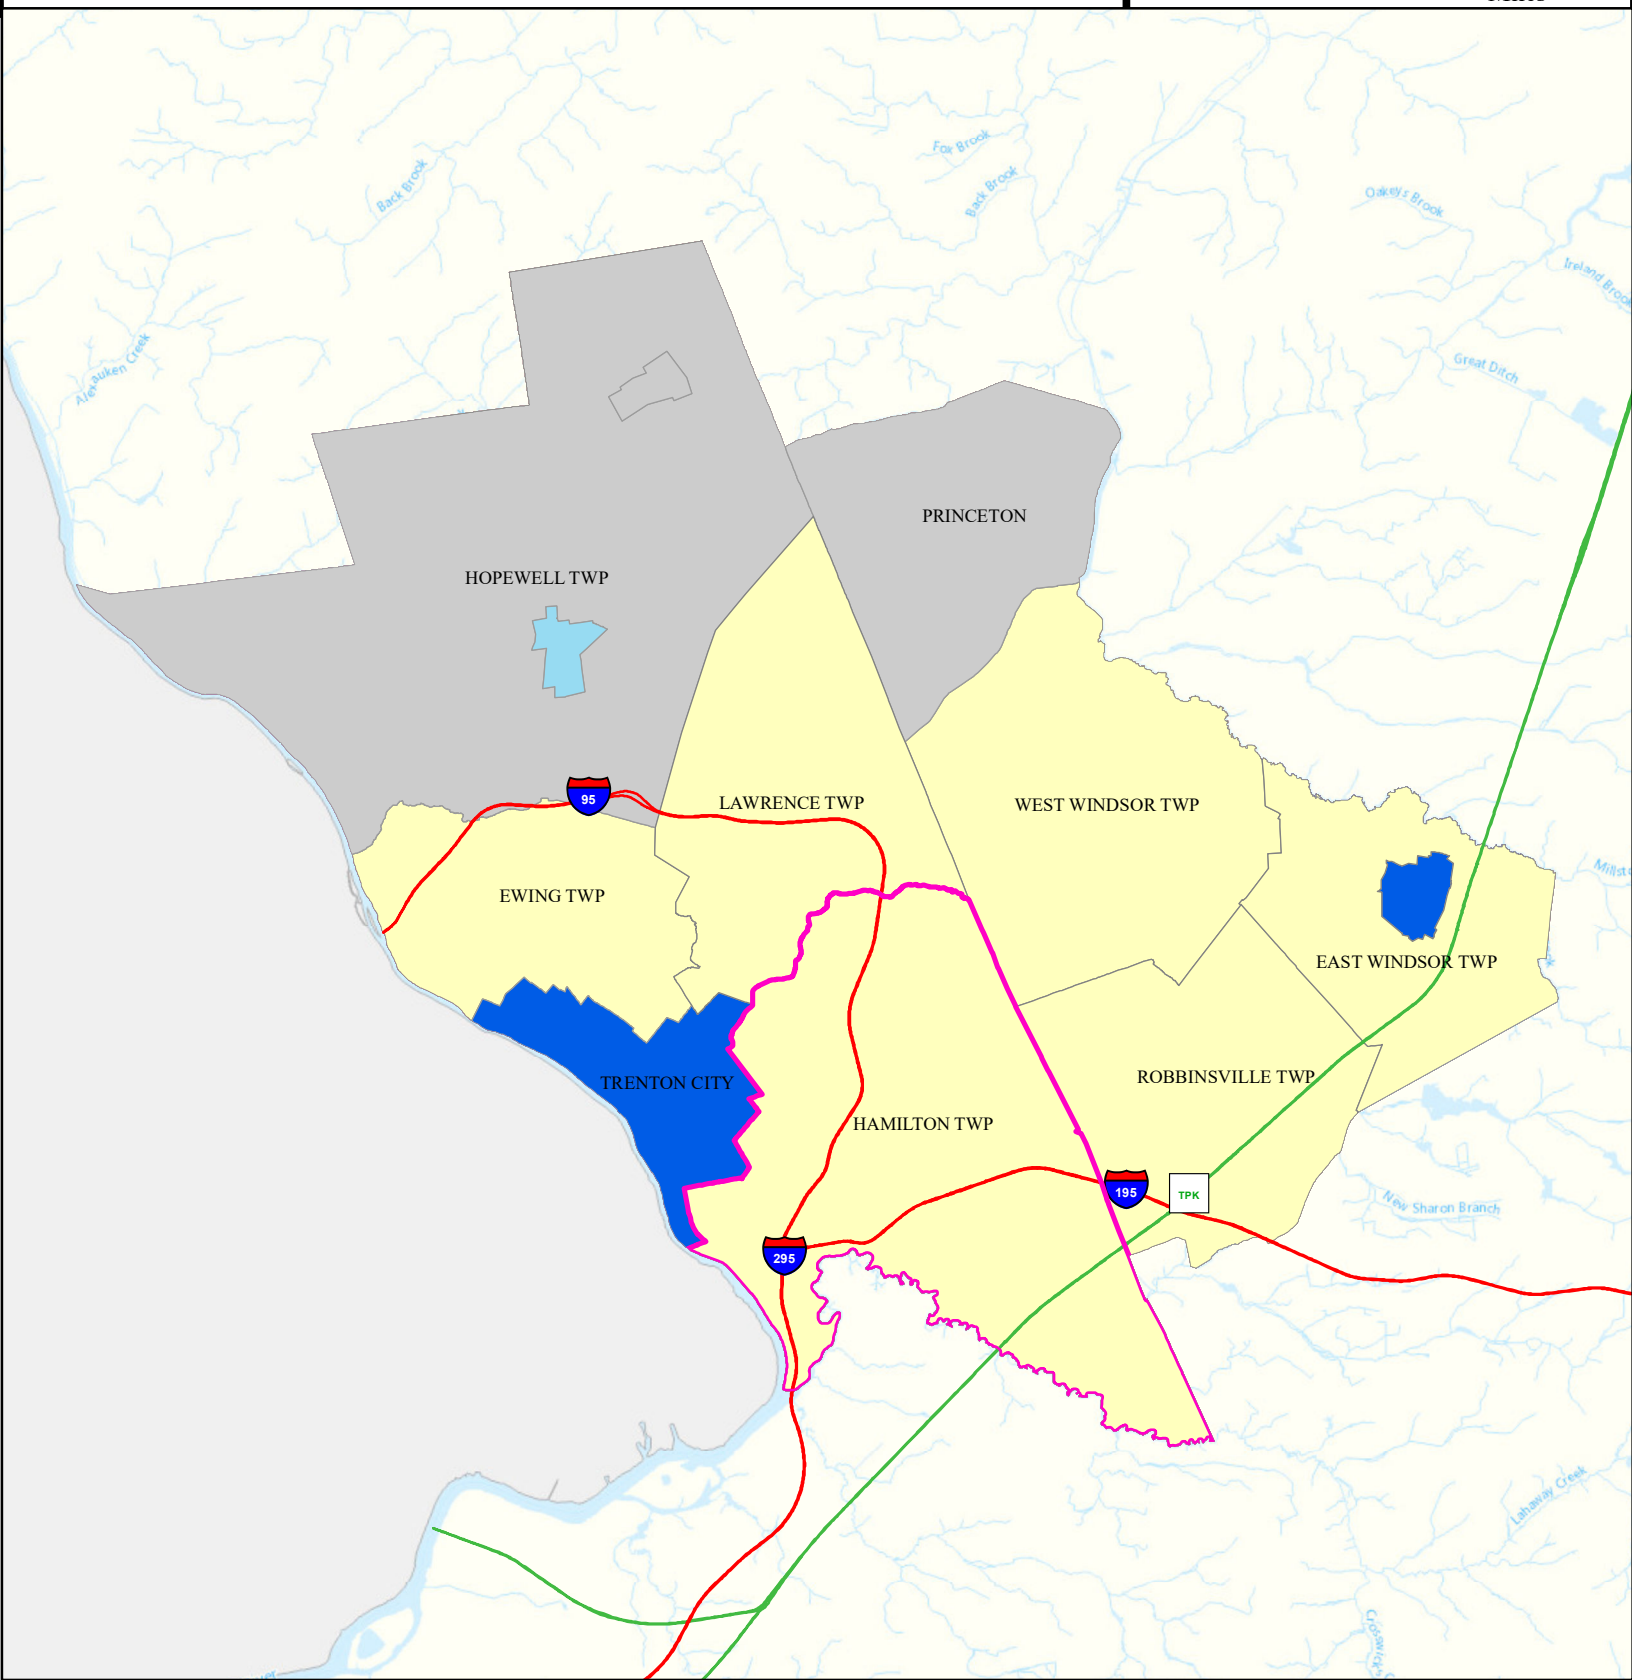 Fox Brook
Back Brook
Back Brook
Oakeys Brook
Ireland Brook
Alexauken Creek
Great Ditch
PRINCETON
HOPEWELL TWP
95
LAWRENCE TWP
WEST WINDSOR TWP
EWING TWP
EAST WINDSOR TWP
TRENTON CITY
ROBBINSVILLE TWP
HAMILTON TWP
195
TPK
New Sharon Branch
295
Lahaway Creek